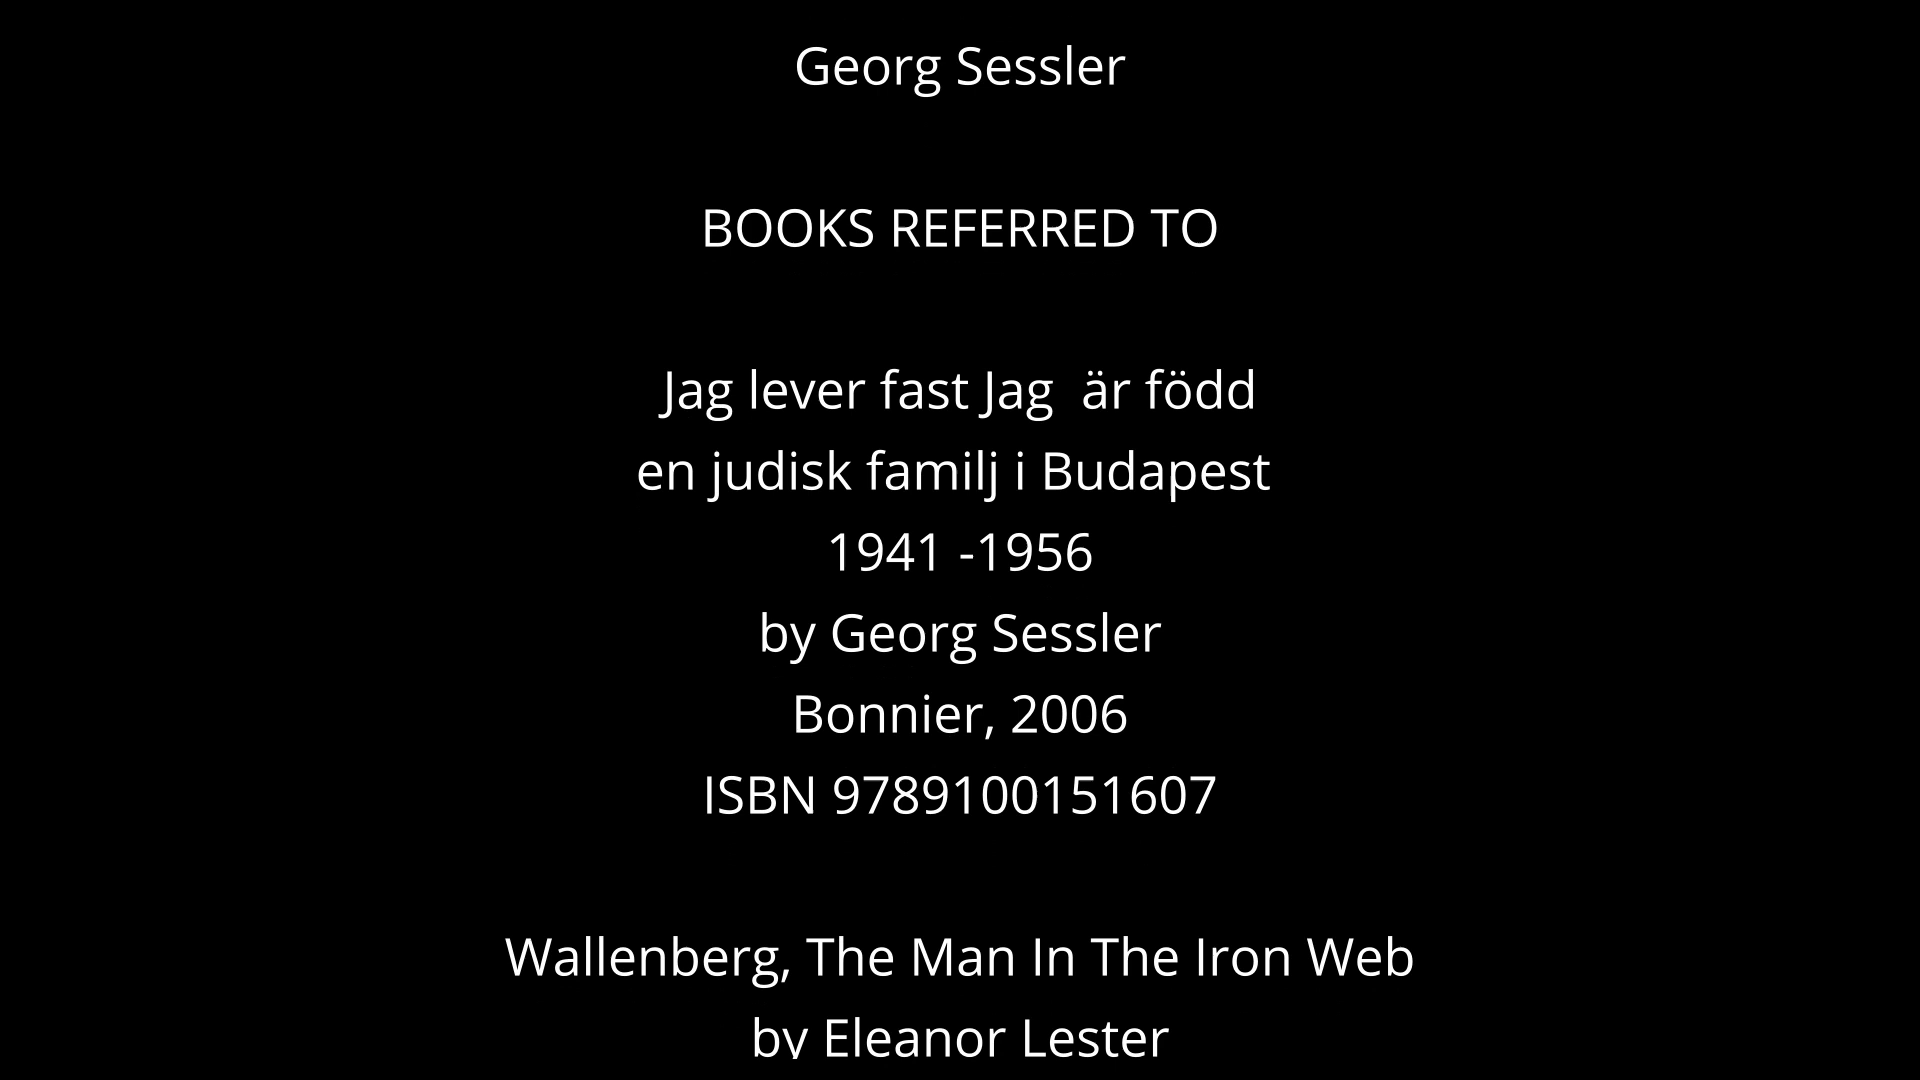 Georg Sessler
BOOKS REFERRED TO
Jag lever fast Jag  är född
en judisk familj i Budapest
1941 -1956
by Georg Sessler
Bonnier, 2006
ISBN 9789100151607
Wallenberg, The Man In The Iron Web
by Eleanor Lester